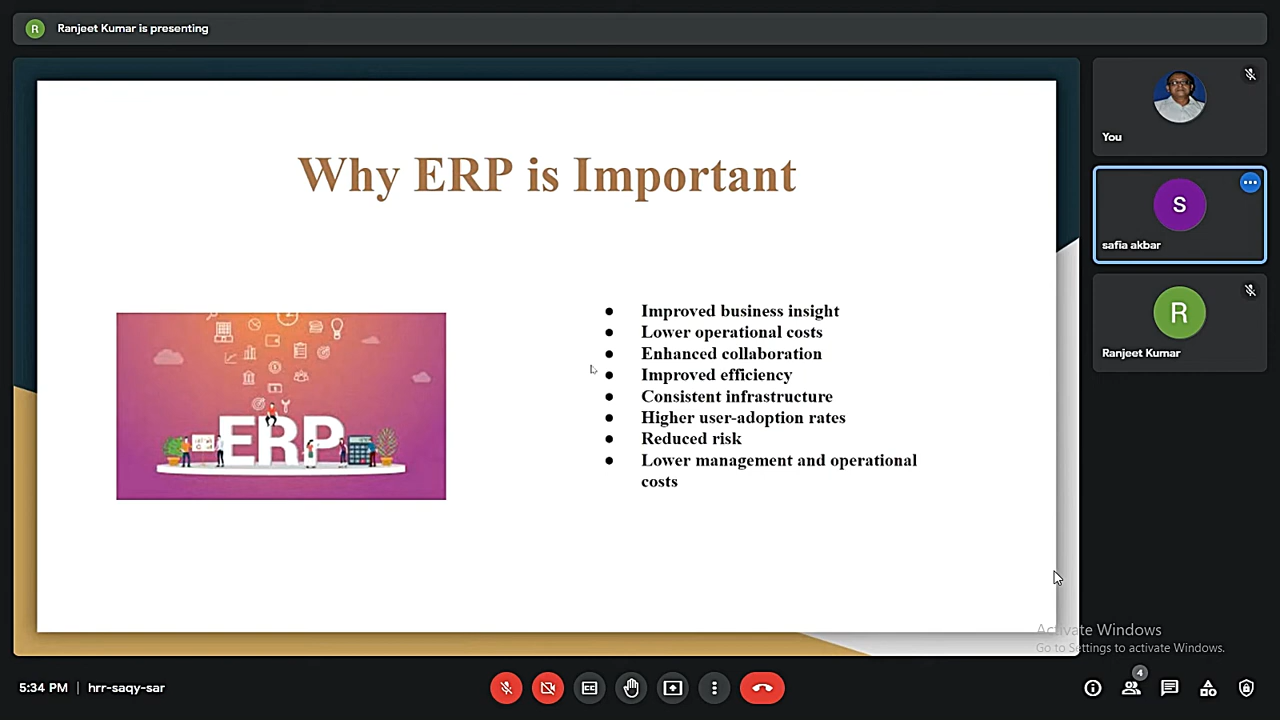 R Ranjeet Kumar is presenting
Why ERP is Important
ERP
● Improved business insight
● Lower operational costs
● Enhanced collaboration
● Improved efficiency
● Consistent infrastructure
● Higher user-adoption rates
● Reduced risk
● Lower management and operational
costs
You
S
safia akbar
R
Ranjeet Kumar
Activate Windows
Go to Settings to activate Windows.
5:34 PM | hrr-saqy-sar
4